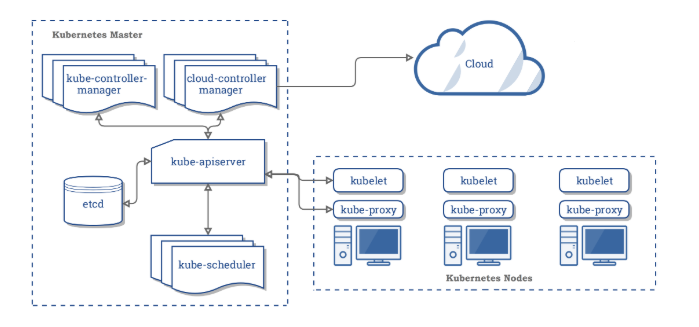 Kubernetes Master
kube-controller-
manager
cloud-controller
manager
Cloud
kube-apiserver
etcd
kube-scheduler
kubelet
kubelet
kubelet
kube-proxy
kube-proxy
kube-proxy
Kubernetes Nodes